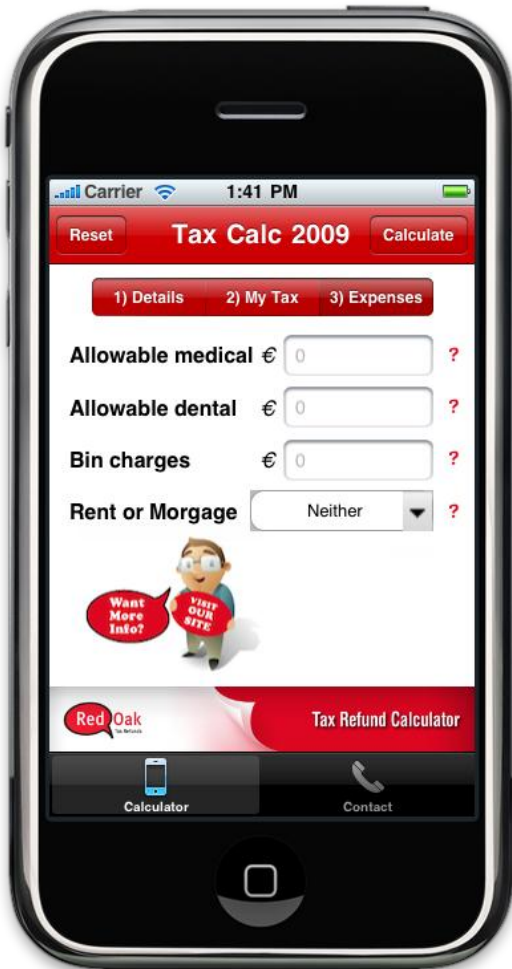 Carrier 1:41 PM
Reset Tax Calc 2009 Calculate
1) Details 2) My Tax 3) Expenses
Allowable medical € 0 ?
Allowable dental € 0 ?
Bin charges € 0 ?
Rent or Morgage Neither ?
Want
More
Info?
VISIT
OUR
SITE
Red Oak
Tax Refunds
Tax Refund Calculator
Calculator Contact